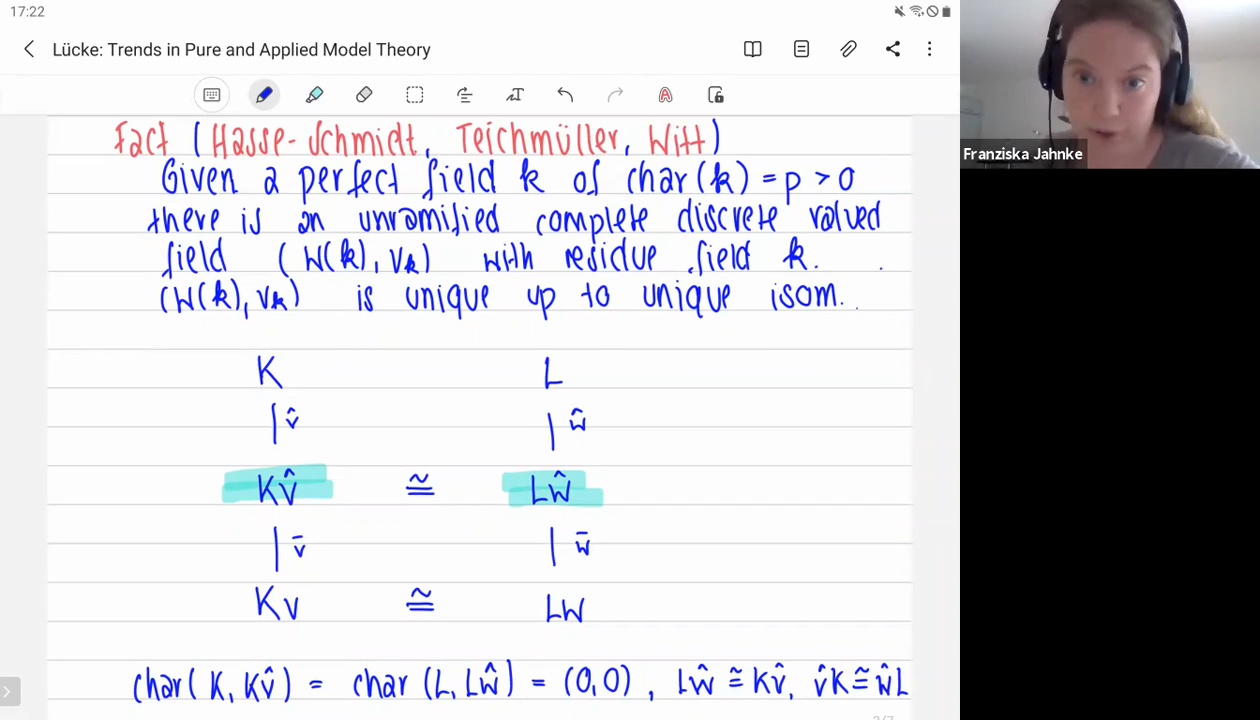 17:22
Lücke: Trends in Pure and Applied Model Theory
Fact (Hasse-Schmidt, Teichmüller, Witt)
Given a perfect field k of char(k) = p > 0
there is an unramified complete discrete valued
field (W(k), vk) with residue field k.
(W(k), vk) is unique up to unique isom.
K L
| v̂ | ŵ
Kv̂ ≅ Lŵ
| v̄ | w̄
Kv ≅ Lw
char(K, Kv̂) = char(L, Lŵ) = (0,0), Lŵ ≅ Kv̂, v̂K ≅ ŵL
Franziska Jahnke